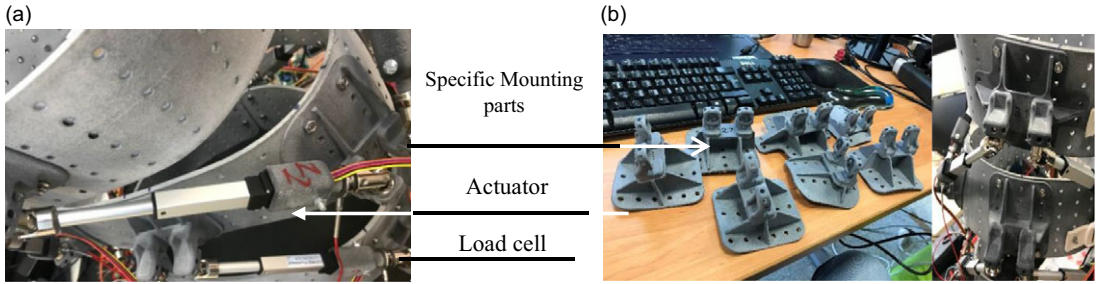 (a)
(b)
Specific Mounting
parts
Actuator
Load cell